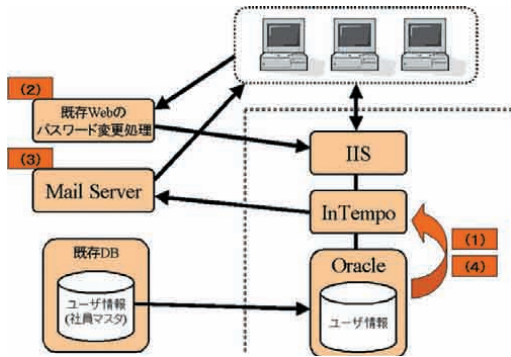 (2)
既存Webの
パスワード変更処理
IIS
(3)
Mail Server
InTempo
(1)
(4)
既存DB
Oracle
ユーザ情報
(社員マスタ)
ユーザ情報